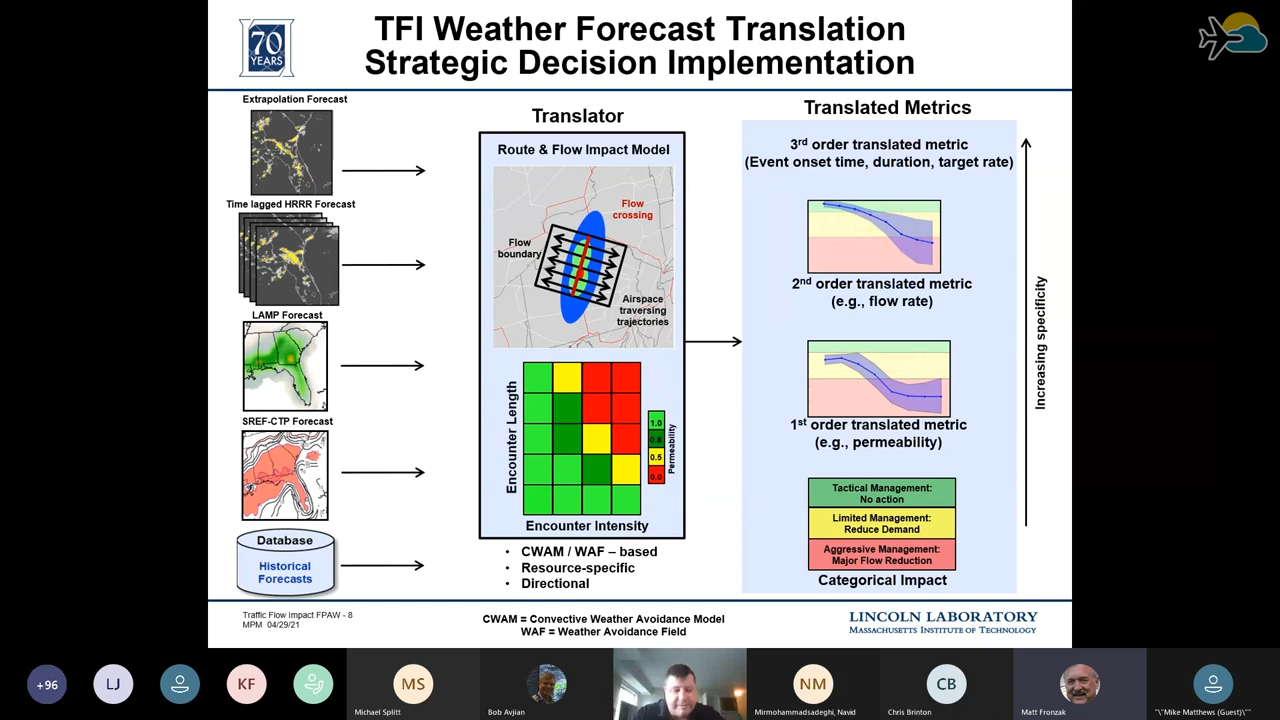 TFI Weather Forecast Translation
Strategic Decision Implementation
70
YEARS
Extrapolation Forecast
Time lagged HRRR Forecast
LAMP Forecast
SREF-CTP Forecast
Database
Historical
Forecasts
Translator
Route & Flow Impact Model
Flow
crossing
Flow
boundary
Airspace
traversing
trajectories
Encounter Length
1.0
0.8
0.5
0.0
Permeability
Encounter Intensity
• CWAM / WAF – based
• Resource-specific
• Directional
Translated Metrics
3rd order translated metric
(Event onset time, duration, target rate)
2nd order translated metric
(e.g., flow rate)
1st order translated metric
(e.g., permeability)
Tactical Management:
No action
Limited Management:
Reduce Demand
Aggressive Management:
Major Flow Reduction
Categorical Impact
Increasing specificity
Traffic Flow Impact FPAW - 8
MPM 04/29/21
CWAM = Convective Weather Avoidance Model
WAF = Weather Avoidance Field
LINCOLN LABORATORY
MASSACHUSETTS INSTITUTE OF TECHNOLOGY
+96
LJ
KF
MS
NM
CB
Michael Splitt
Bob Avjian
Mirmohammadsadeghi, Navid
Chris Brinton
Matt Fronzak
"\"Mike Matthews (Guest)\""